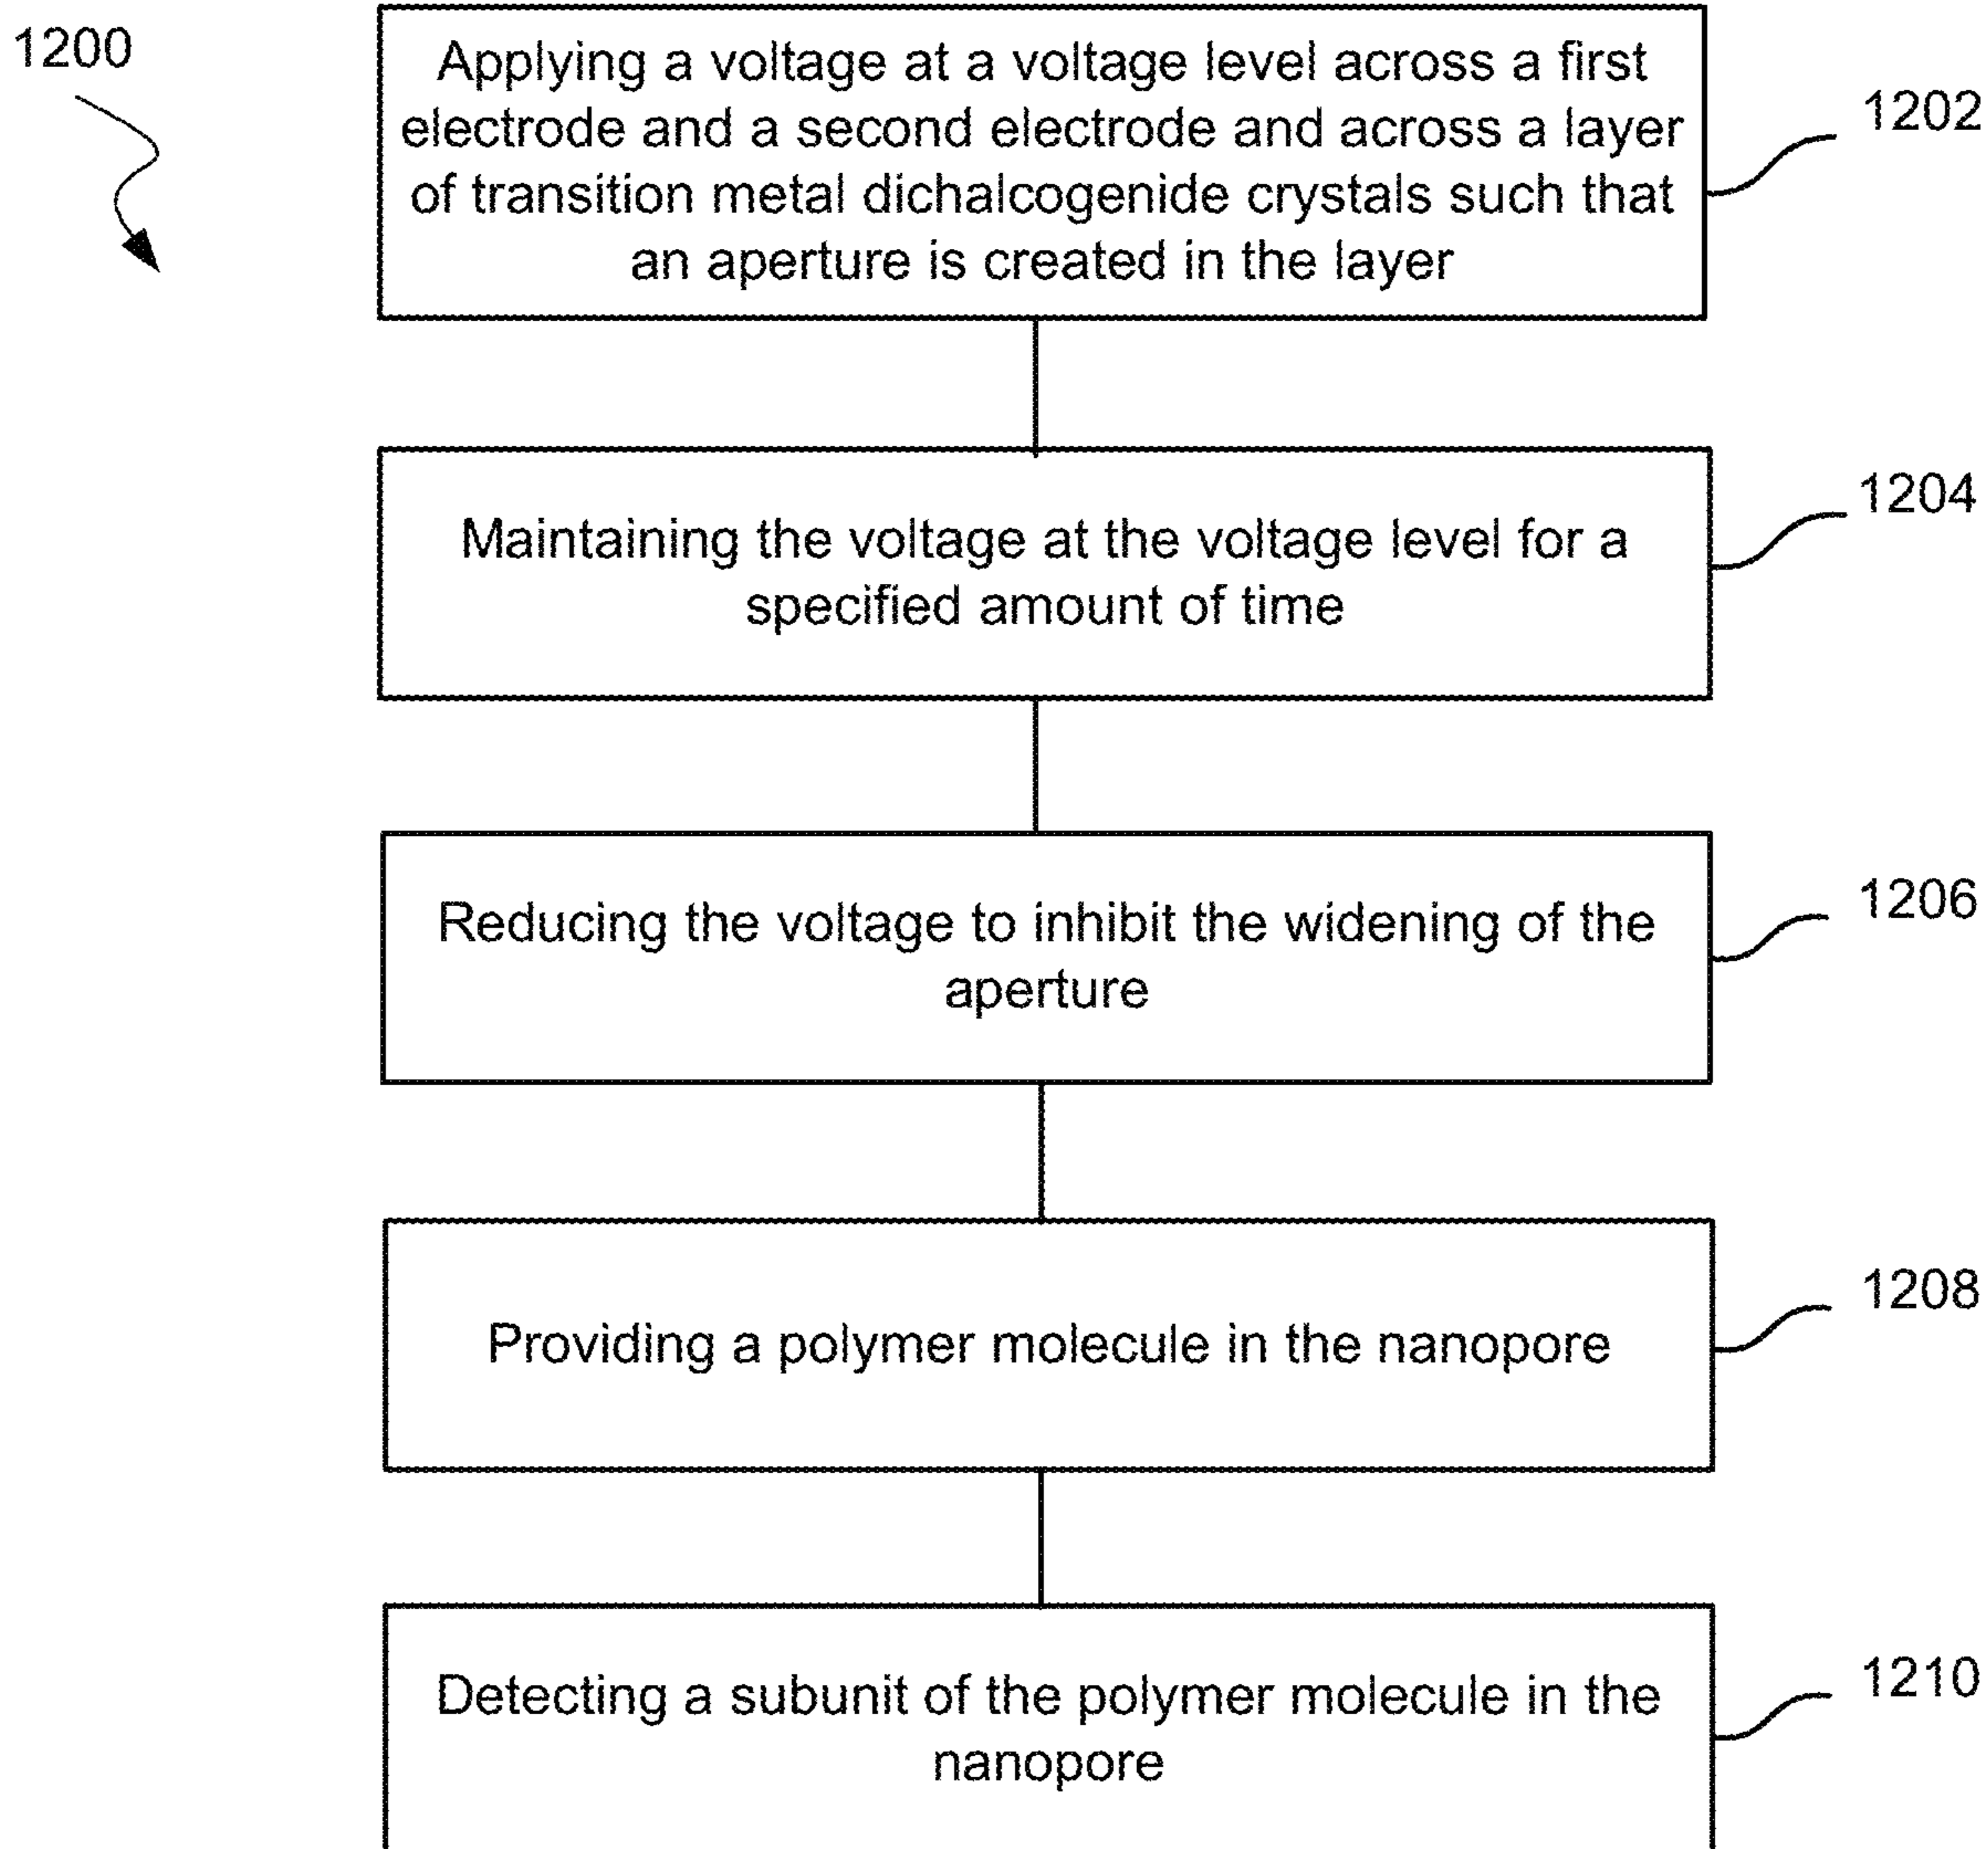 1200
Applying a voltage at a voltage level across a first
electrode and a second electrode and across a layer
of transition metal dichalcogenide crystals such that
an aperture is created in the layer
1202
Maintaining the voltage at the voltage level for a
specified amount of time
1204
Reducing the voltage to inhibit the widening of the
aperture
1206
Providing a polymer molecule in the nanopore
1208
Detecting a subunit of the polymer molecule in the
nanopore
1210